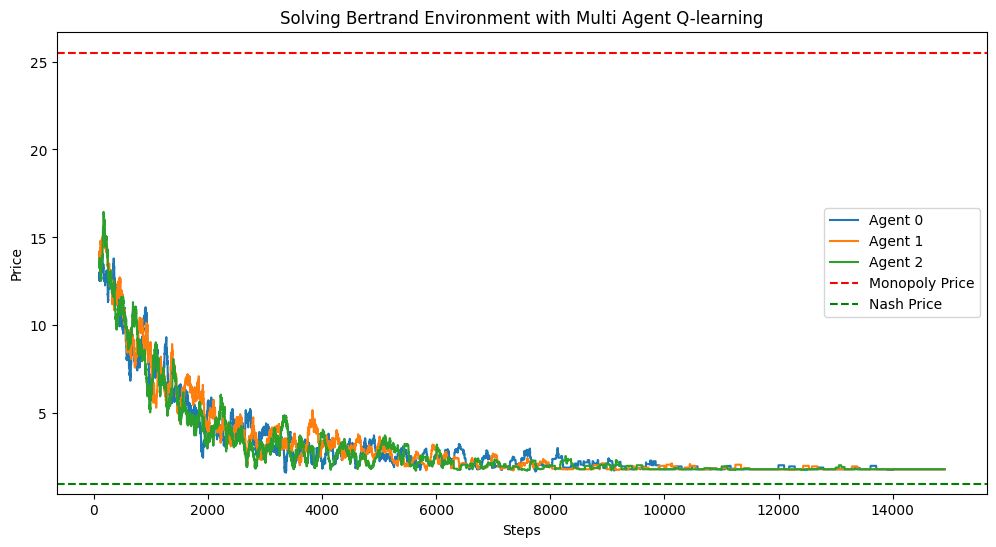 Solving Bertrand Environment with Multi Agent Q-learning
Price
25
20
15
10
5
Agent 0
Agent 1
Agent 2
Monopoly Price
Nash Price
0 2000 4000 6000 8000 10000 12000 14000
Steps